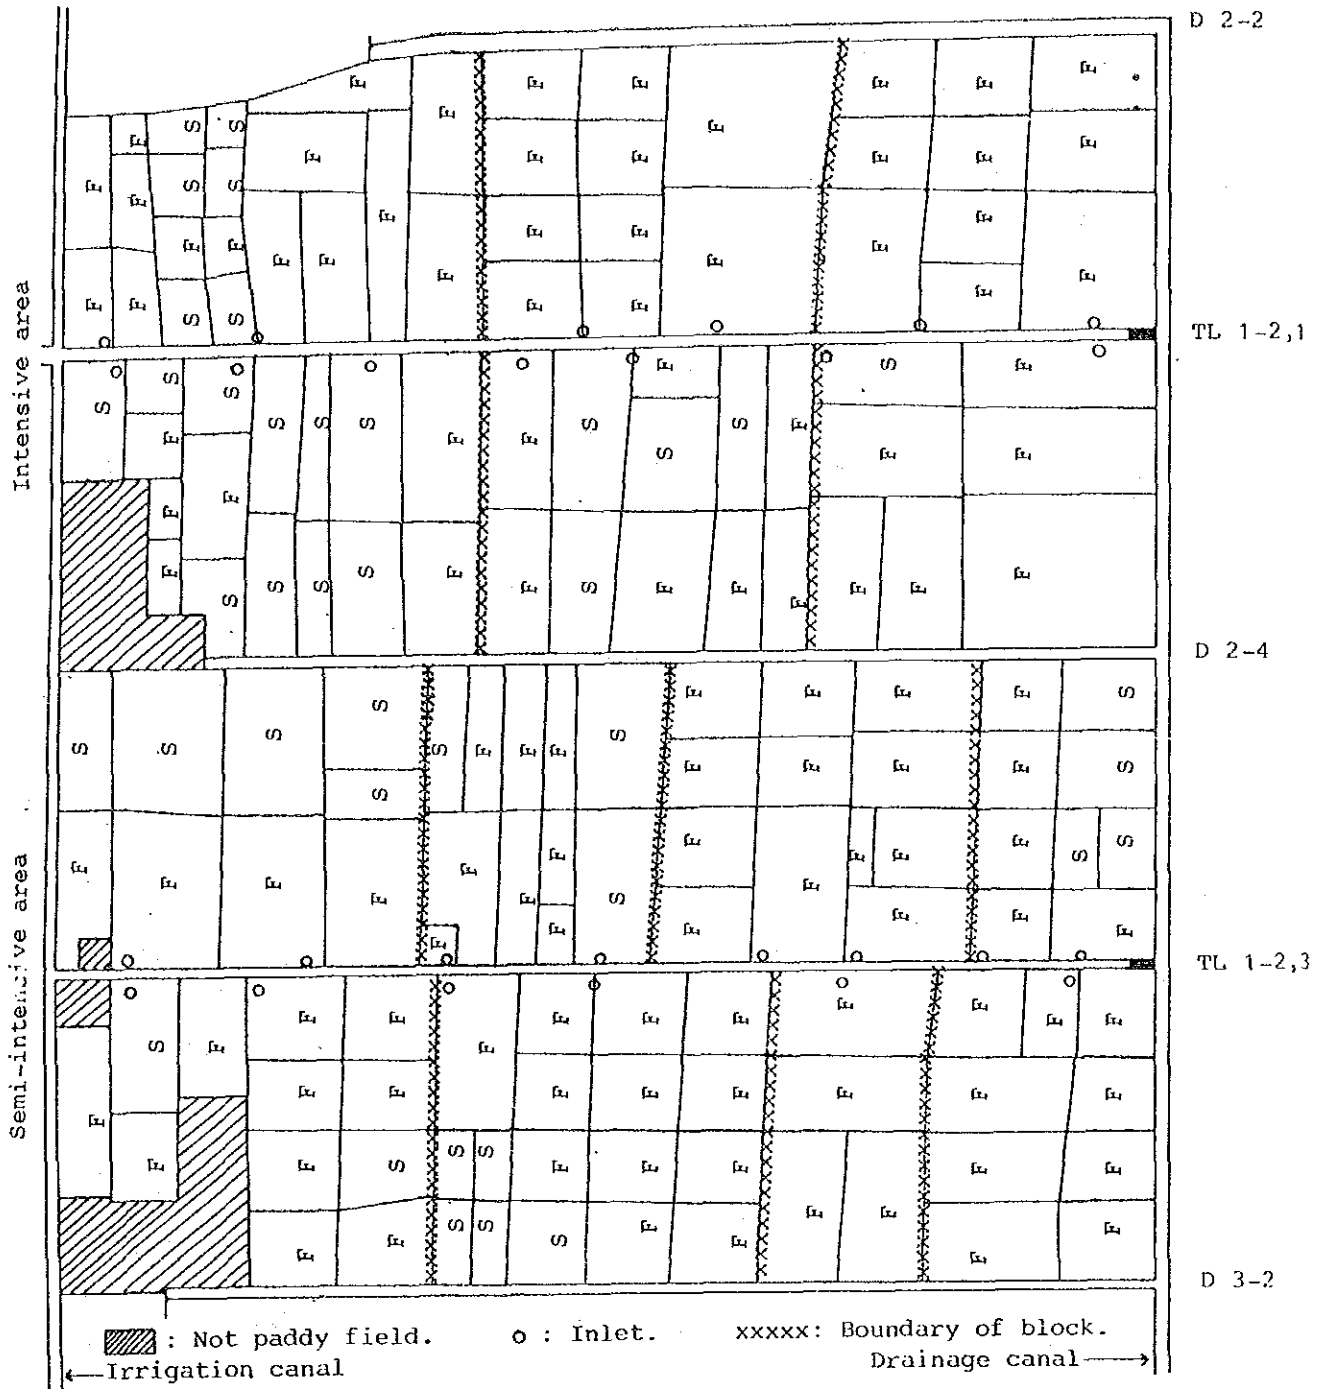 D 2-2
F F F F F F
F S S F F F
F F F F F
F F S S F
F F F F F F F F
F F
F F S S F F F F
TL 1-2,1
Intensive area
S F S F
S S
F S S S F F S S S F F F
F F
F S S S F F S F F F F F
S F
D 2-4
S F F F F S
S S S S F F F S
F F F F S
S
F F F F F S S
F F F F F F S F
F F F F F F
TL 1-2,3
Semi-intensive area
F F F F F F F F F
S F F
F F F F F F F F
F
F F S S S F F F F F
F F S S S F F F F F F
D 3-2
: Not paddy field. o : Inlet. xxxxx: Boundary of block.
Irrigation canal Drainage canal